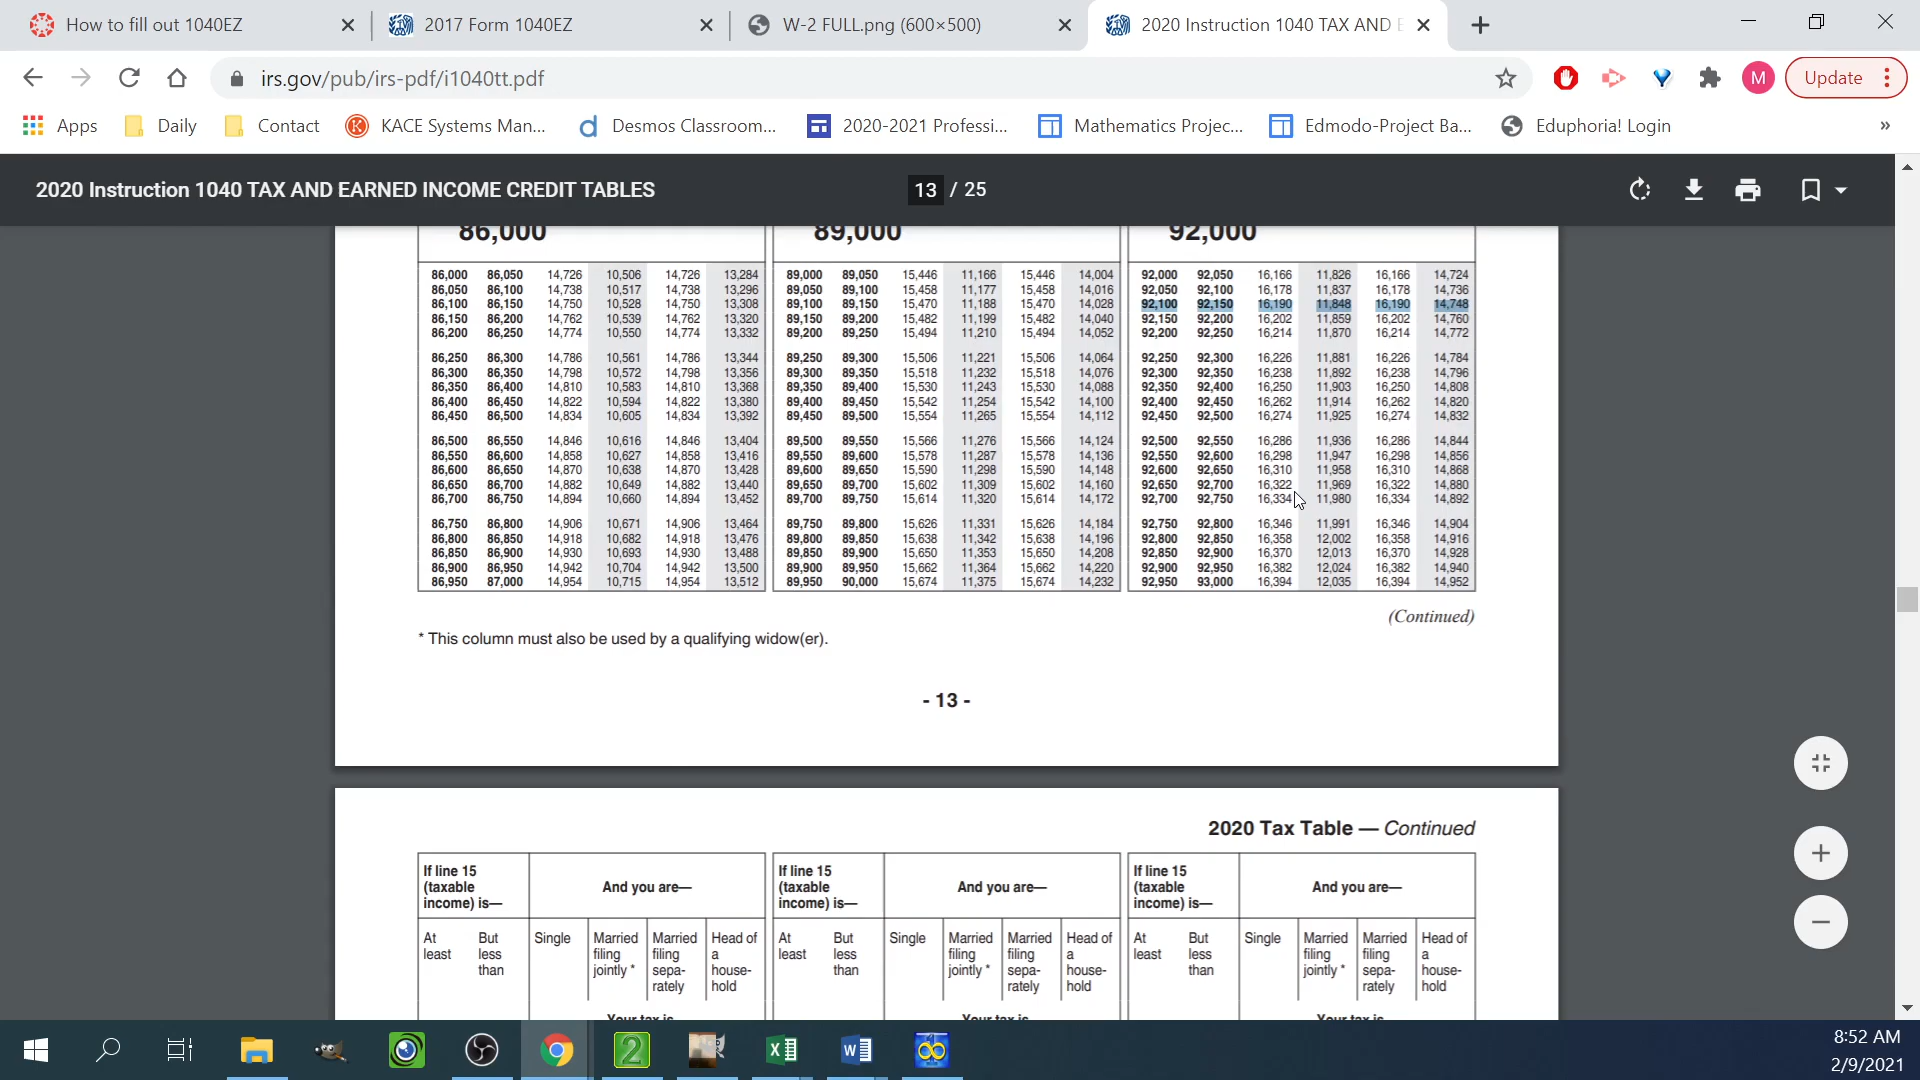 How to fill out 1040EZ 2017 Form 1040EZ W-2 FULL.png (600×500) 2020 Instruction 1040 TAX AND E
irs.gov/pub/irs-pdf/i1040tt.pdf M Update
Apps Daily Contact KACE Systems Man... Desmos Classroom... 2020-2021 Professi... Mathematics Projec... Edmodo-Project Ba... Eduphoria! Login »
2020 Instruction 1040 TAX AND EARNED INCOME CREDIT TABLES 13 / 25
86,000 89,000 92,000
86,000 86,050 14,726 10,506 14,726 13,284 89,000 89,050 15,446 11,166 15,446 14,004 92,000 92,050 16,166 11,826 16,166 14,724
86,050 86,100 14,738 10,517 14,738 13,296 89,050 89,100 15,458 11,177 15,458 14,016 92,050 92,100 16,178 11,837 16,178 14,736
86,100 86,150 14,750 10,528 14,750 13,308 89,100 89,150 15,470 11,188 15,470 14,028 92,100 92,150 16,190 11,848 16,190 14,748
86,150 86,200 14,762 10,539 14,762 13,320 89,150 89,200 15,482 11,199 15,482 14,040 92,150 92,200 16,202 11,859 16,202 14,760
86,200 86,250 14,774 10,550 14,774 13,332 89,200 89,250 15,494 11,210 15,494 14,052 92,200 92,250 16,214 11,870 16,214 14,772
86,250 86,300 14,786 10,561 14,786 13,344 89,250 89,300 15,506 11,221 15,506 14,064 92,250 92,300 16,226 11,881 16,226 14,784
86,300 86,350 14,798 10,572 14,798 13,356 89,300 89,350 15,518 11,232 15,518 14,076 92,300 92,350 16,238 11,892 16,238 14,796
86,350 86,400 14,810 10,583 14,810 13,368 89,350 89,400 15,530 11,243 15,530 14,088 92,350 92,400 16,250 11,903 16,250 14,808
86,400 86,450 14,822 10,594 14,822 13,380 89,400 89,450 15,542 11,254 15,542 14,100 92,400 92,450 16,262 11,914 16,262 14,820
86,450 86,500 14,834 10,605 14,834 13,392 89,450 89,500 15,554 11,265 15,554 14,112 92,450 92,500 16,274 11,925 16,274 14,832
86,500 86,550 14,846 10,616 14,846 13,404 89,500 89,550 15,566 11,276 15,566 14,124 92,500 92,550 16,286 11,936 16,286 14,844
86,550 86,600 14,858 10,627 14,858 13,416 89,550 89,600 15,578 11,287 15,578 14,136 92,550 92,600 16,298 11,947 16,298 14,856
86,600 86,650 14,870 10,638 14,870 13,428 89,600 89,650 15,590 11,298 15,590 14,148 92,600 92,650 16,310 11,958 16,310 14,868
86,650 86,700 14,882 10,649 14,882 13,440 89,650 89,700 15,602 11,309 15,602 14,160 92,650 92,700 16,322 11,969 16,322 14,880
86,700 86,750 14,894 10,660 14,894 13,452 89,700 89,750 15,614 11,320 15,614 14,172 92,700 92,750 16,334 11,980 16,334 14,892
86,750 86,800 14,906 10,671 14,906 13,464 89,750 89,800 15,626 11,331 15,626 14,184 92,750 92,800 16,346 11,991 16,346 14,904
86,800 86,850 14,918 10,682 14,918 13,476 89,800 89,850 15,638 11,342 15,638 14,196 92,800 92,850 16,358 12,002 16,358 14,916
86,850 86,900 14,930 10,693 14,930 13,488 89,850 89,900 15,650 11,353 15,650 14,208 92,850 92,900 16,370 12,013 16,370 14,928
86,900 86,950 14,942 10,704 14,942 13,500 89,900 89,950 15,662 11,364 15,662 14,220 92,900 92,950 16,382 12,024 16,382 14,940
86,950 87,000 14,954 10,715 14,954 13,512 89,950 90,000 15,674 11,375 15,674 14,232 92,950 93,000 16,394 12,035 16,394 14,952
(Continued)
* This column must also be used by a qualifying widow(er).
- 13 -
2020 Tax Table — Continued
If line 15 If line 15 If line 15
(taxable And you are— (taxable And you are— (taxable And you are—
income) is— income) is— income) is—
At But Single Married Married Head of At But Single Married Married Head of At But Single Married Married Head of
least less filing filing a least less filing filing a least less filing filing a
than jointly * sepa- house- than jointly * sepa- house- than jointly * sepa- house-
rately hold rately hold rately hold
Your tax is Your tax is Your tax is
8:52 AM
2/9/2021